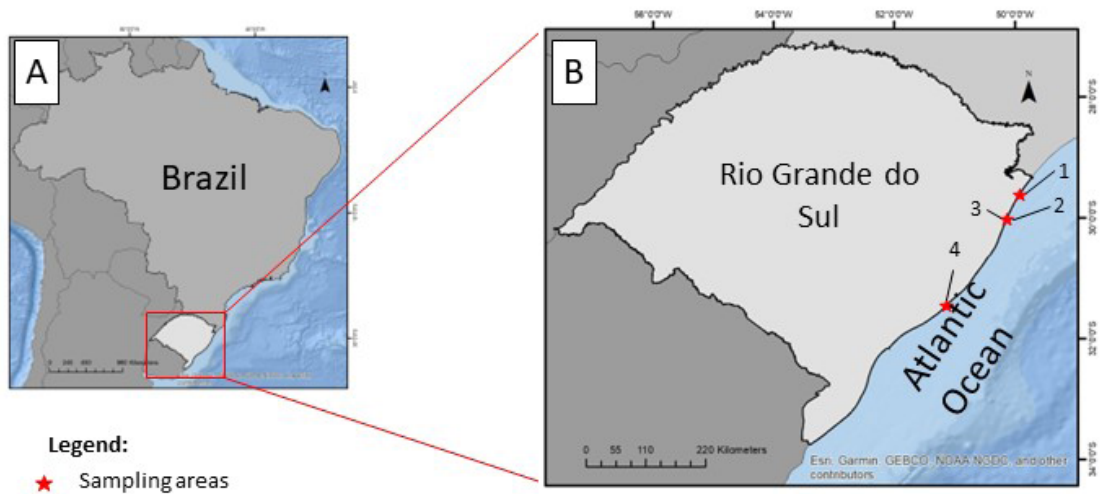 A
Brazil
Legend:
Sampling areas
56°0'0"W
54°0'0"W
52°0'0"W
50°0'0"W
B
N
28°0'0"S
Rio Grande do
Sul
1
3
2
30°0'0"S
4
Atlantic
Ocean
32°0'0"S
0 55 110 220 Kilometers
34°0'0"S
Esri, Garmin, GEBCO, NOAA NGDC, and other
contributors